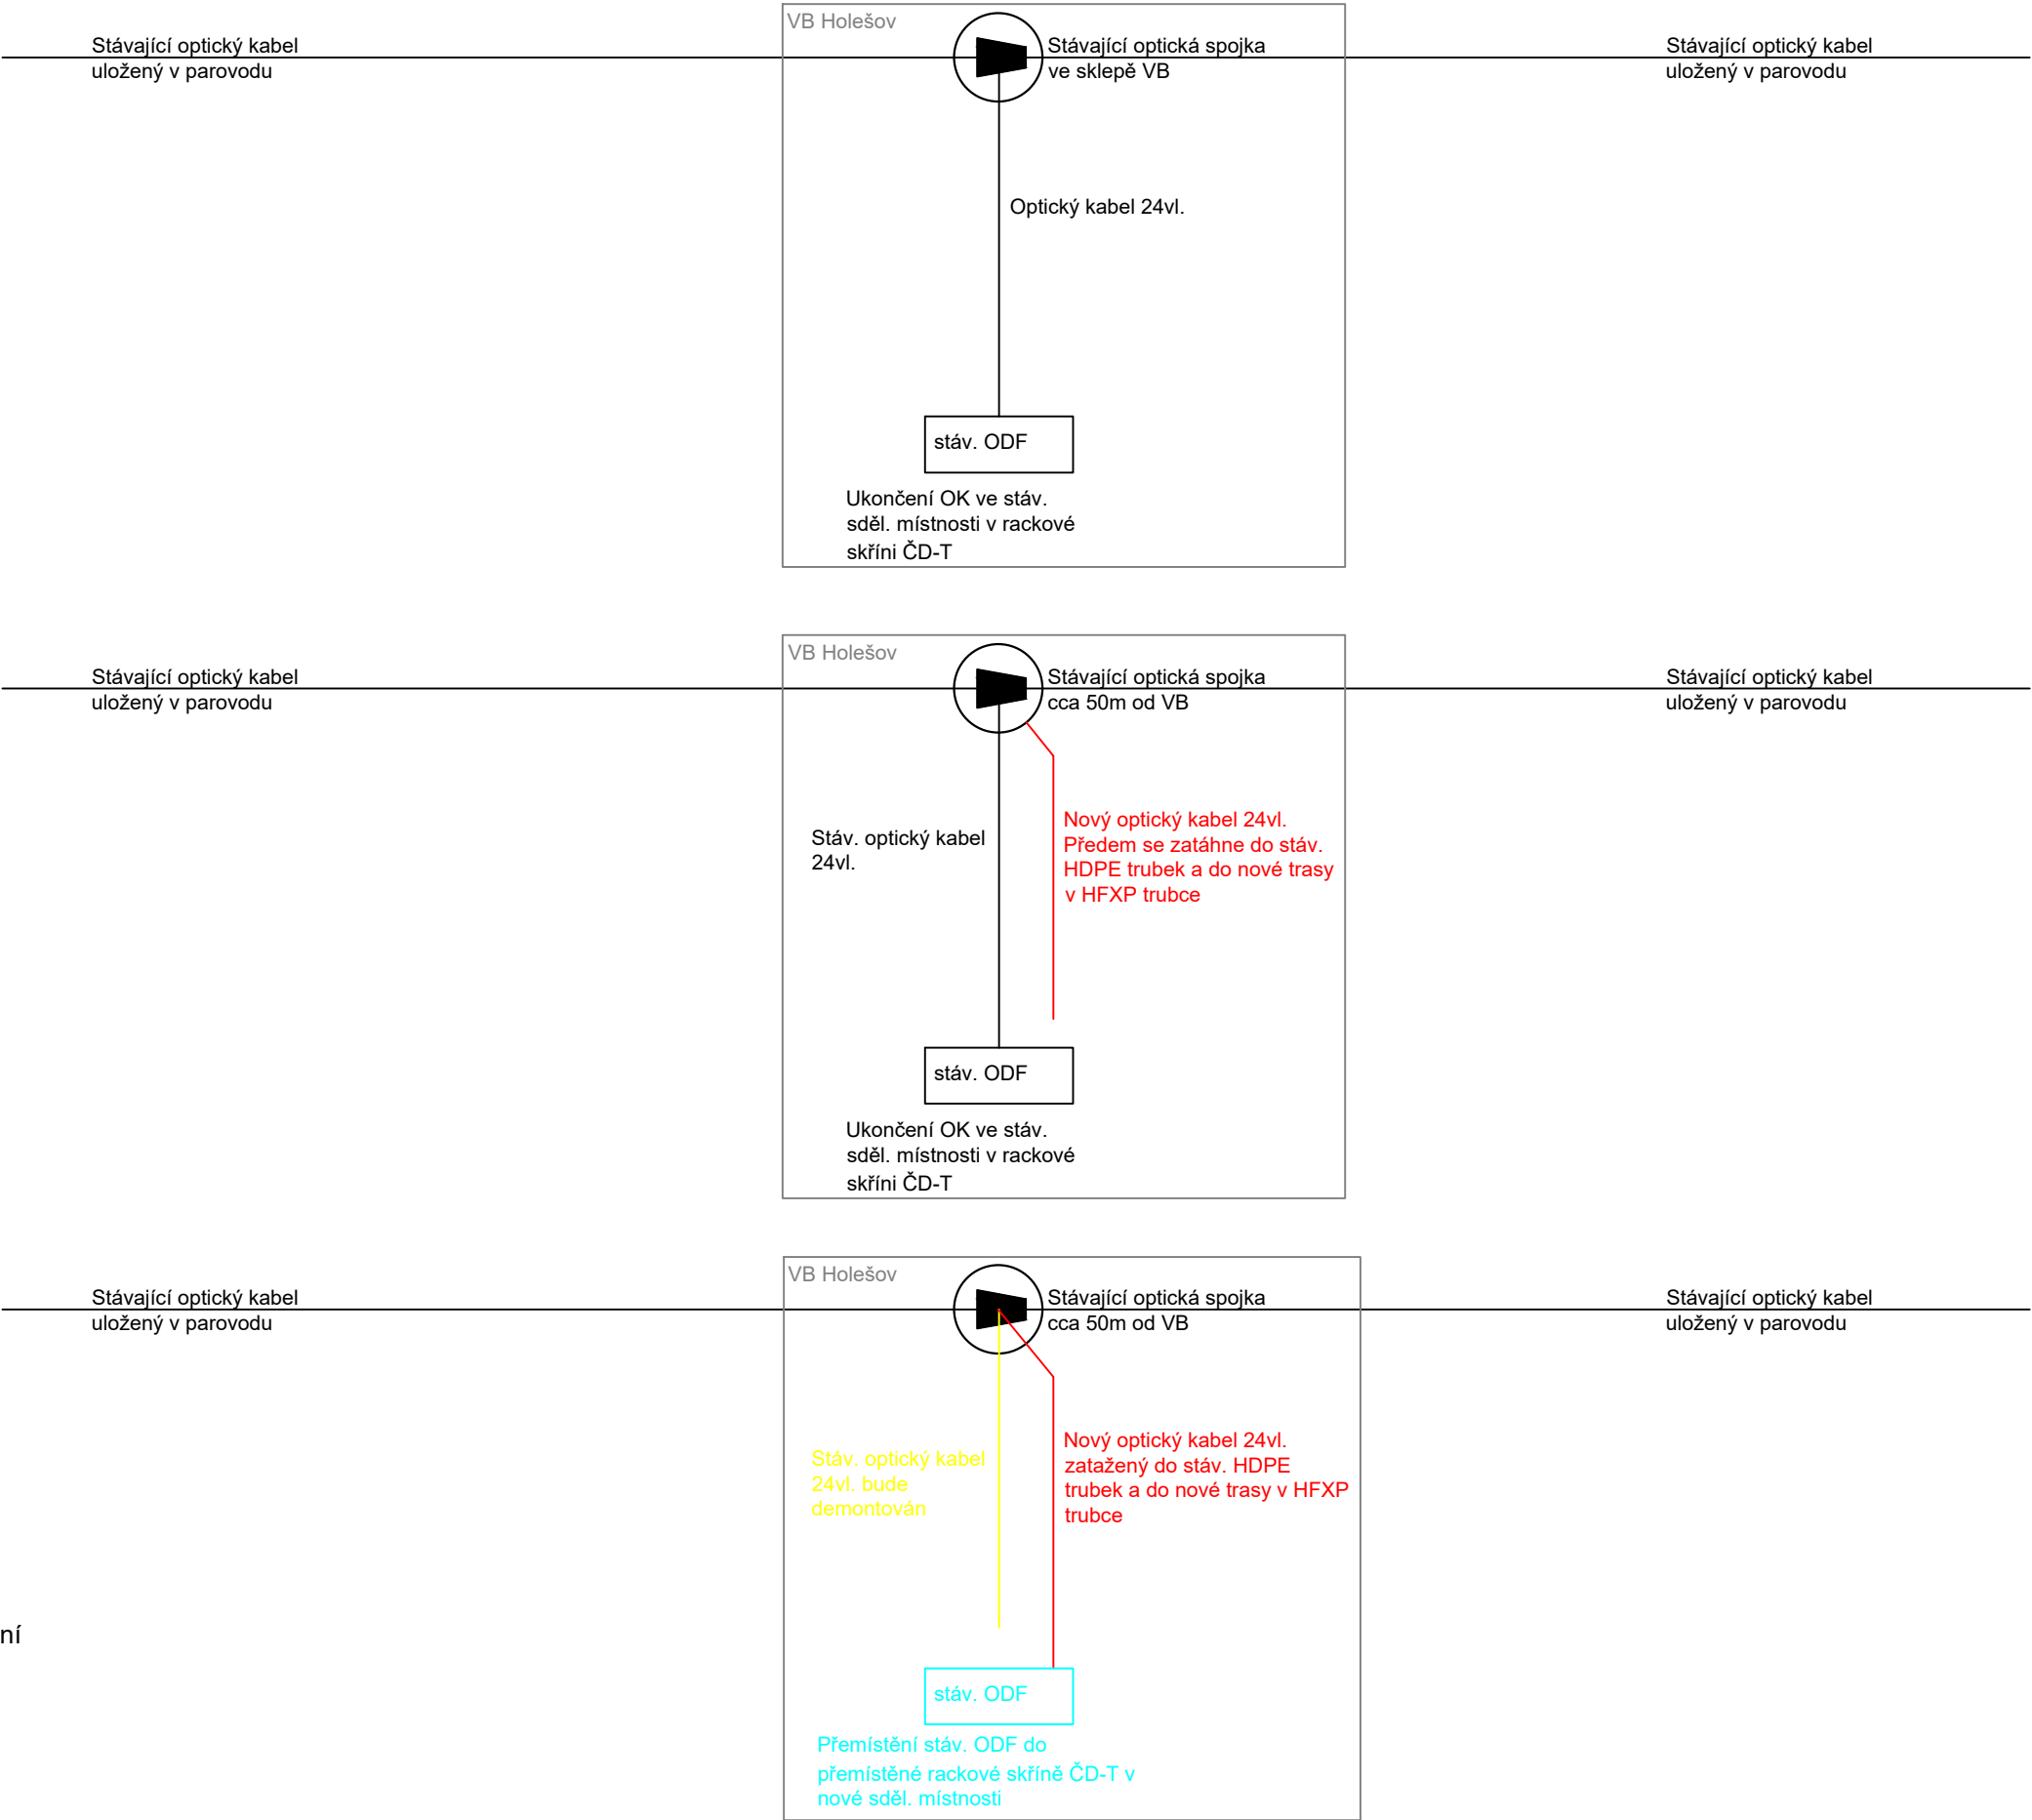 VB Holešov
Stávající optický kabel
uložený v parovodu
Stávající optická spojka
ve sklepě VB
Stávající optický kabel
uložený v parovodu
Optický kabel 24vl.
stáv. ODF
Ukončení OK ve stáv.
sděl. místnosti v rackové
skříni ČD-T
VB Holešov
Stávající optický kabel
uložený v parovodu
Stávající optická spojka
cca 50m od VB
Stávající optický kabel
uložený v parovodu
Stáv. optický kabel
24vl.
Nový optický kabel 24vl.
Předem se zatáhne do stáv.
HDPE trubek a do nové trasy
v HFXP trubce
stáv. ODF
Ukončení OK ve stáv.
sděl. místnosti v rackové
skříni ČD-T
VB Holešov
Stávající optický kabel
uložený v parovodu
Stávající optická spojka
cca 50m od VB
Stávající optický kabel
uložený v parovodu
Stáv. optický kabel
24vl. bude
demontován
Nový optický kabel 24vl.
zatažený do stáv. HDPE
trubek a do nové trasy v HFXP
trubce
ní
stáv. ODF
Přemístění stáv. ODF do
přemístěné rackové skříně ČD-T v
nové sděl. místnosti